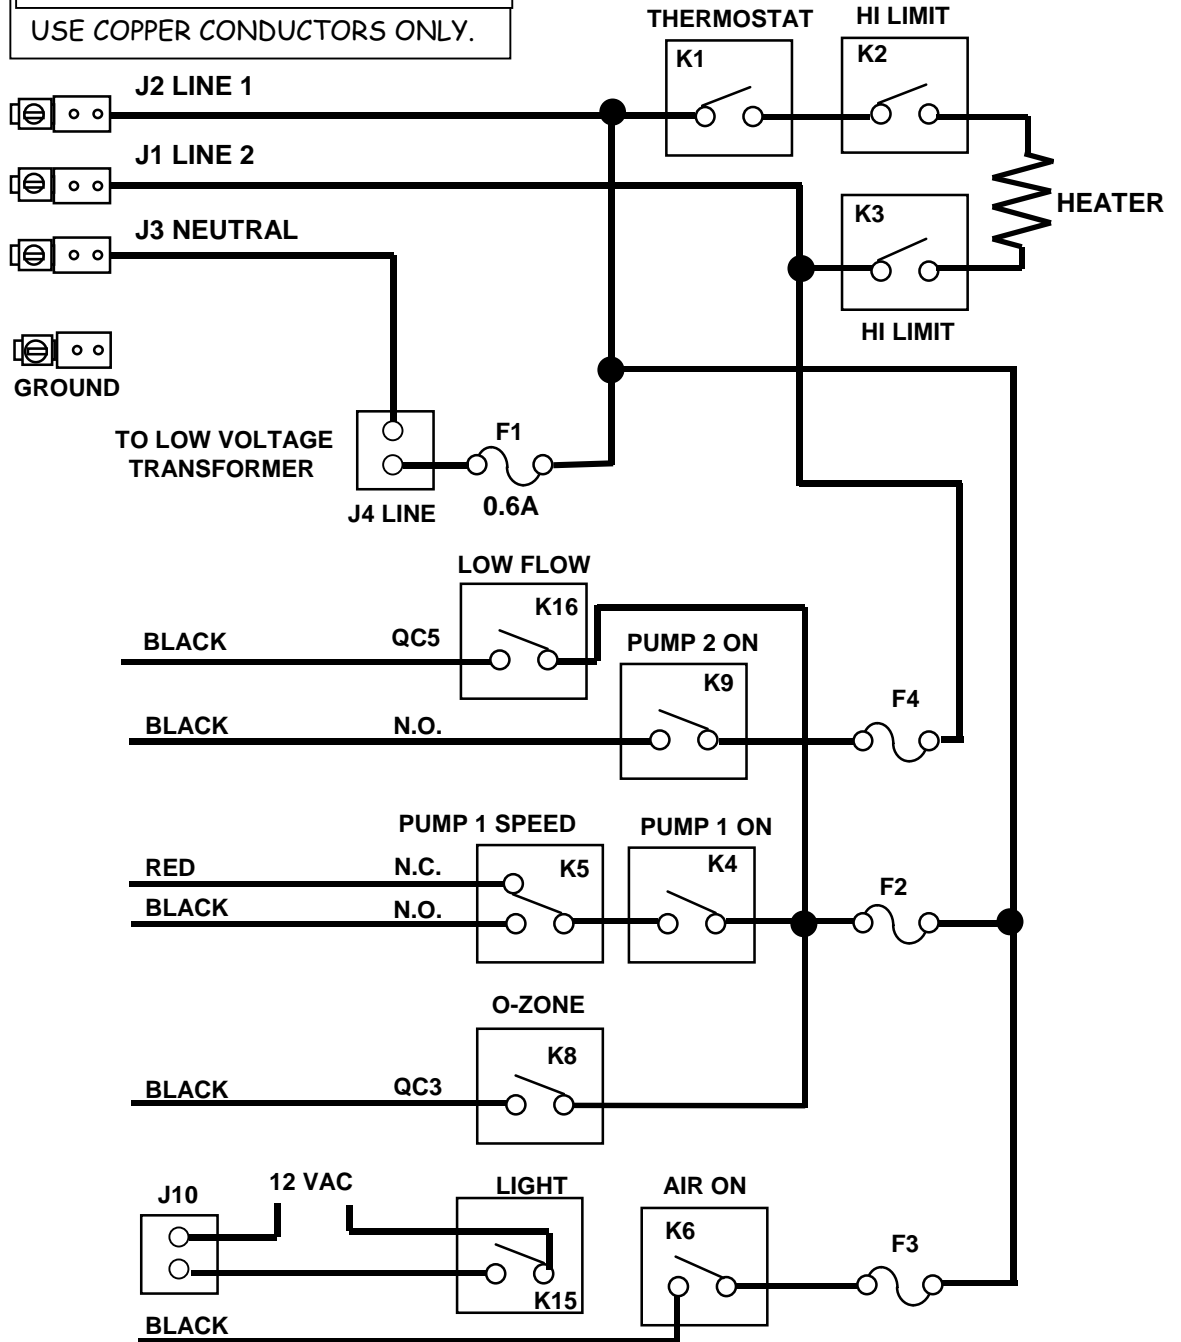 USE COPPER CONDUCTORS ONLY.
THERMOSTAT
HI LIMIT
K1
K2
J2 LINE 1
J1 LINE 2
J3 NEUTRAL
K3
HEATER
HI LIMIT
GROUND
TO LOW VOLTAGE
TRANSFORMER
F1
0.6A
J4 LINE
LOW FLOW
K16
BLACK
QC5
PUMP 2 ON
K9
BLACK
N.O.
F4
PUMP 1 SPEED
PUMP 1 ON
RED
N.C.
K5
K4
F2
BLACK
N.O.
O-ZONE
K8
BLACK
QC3
J10
12 VAC
LIGHT
AIR ON
K6
F3
K15
BLACK